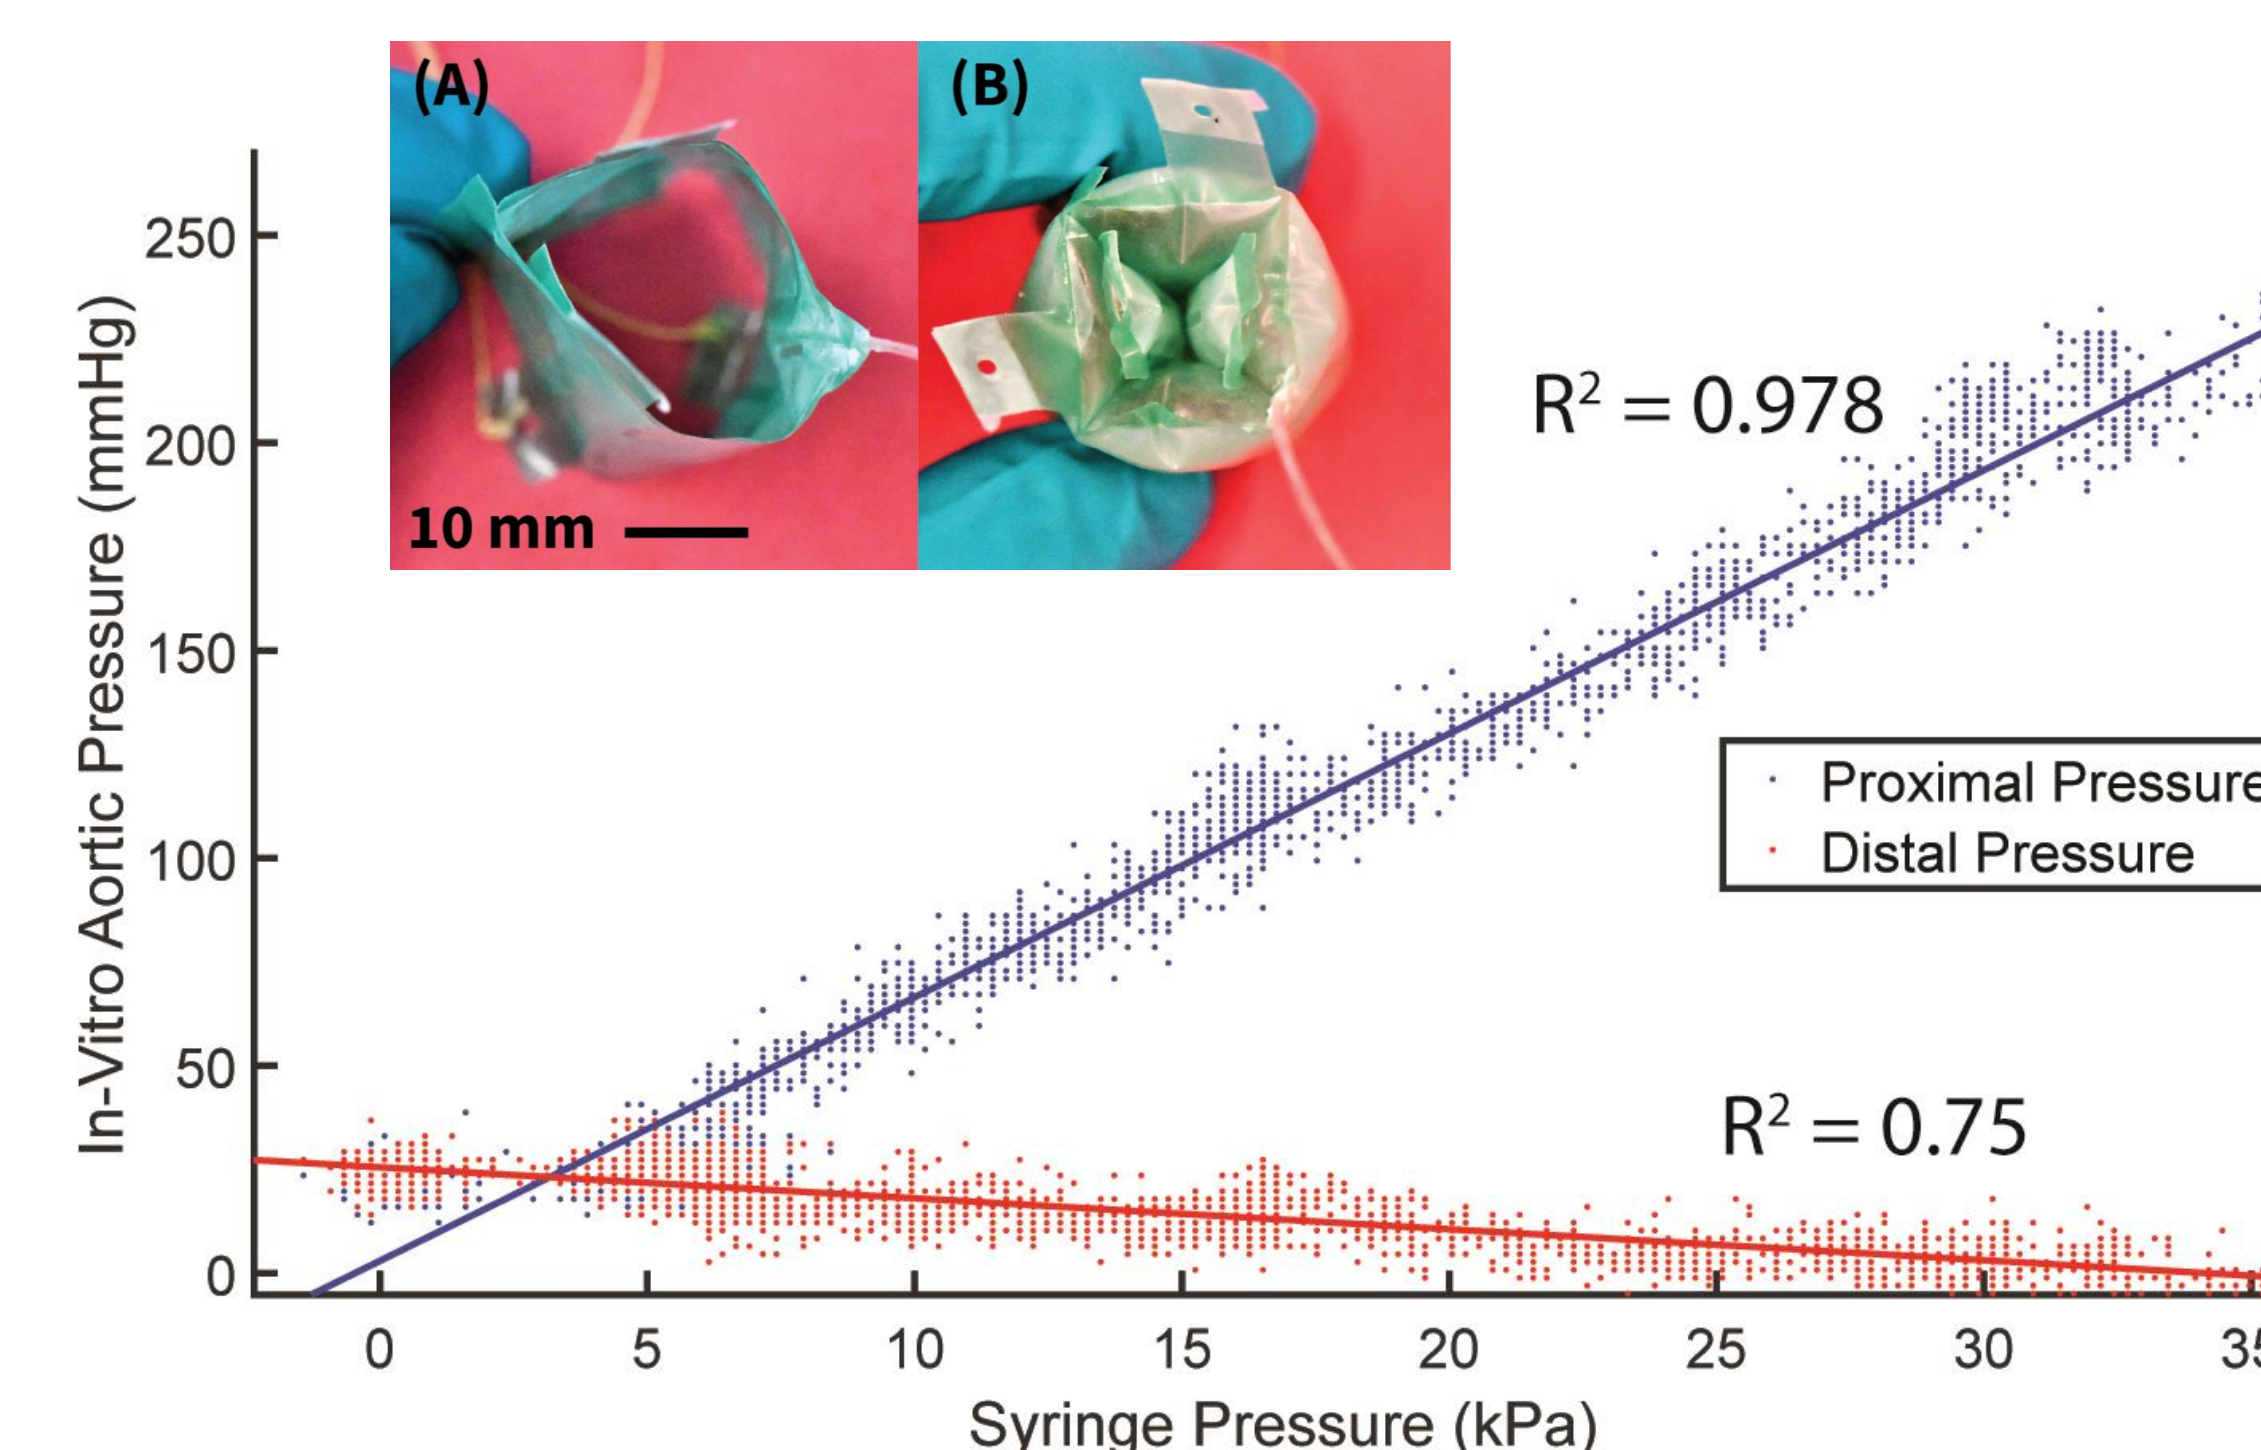 (A)
(B)
10 mm
In-Vitro Aortic Pressure (mmHg)
250
200
150
100
50
0
R² = 0.978
Proximal Pressure
Distal Pressure
R² = 0.75
0 5 10 15 20 25 30 35
Syringe Pressure (kPa)